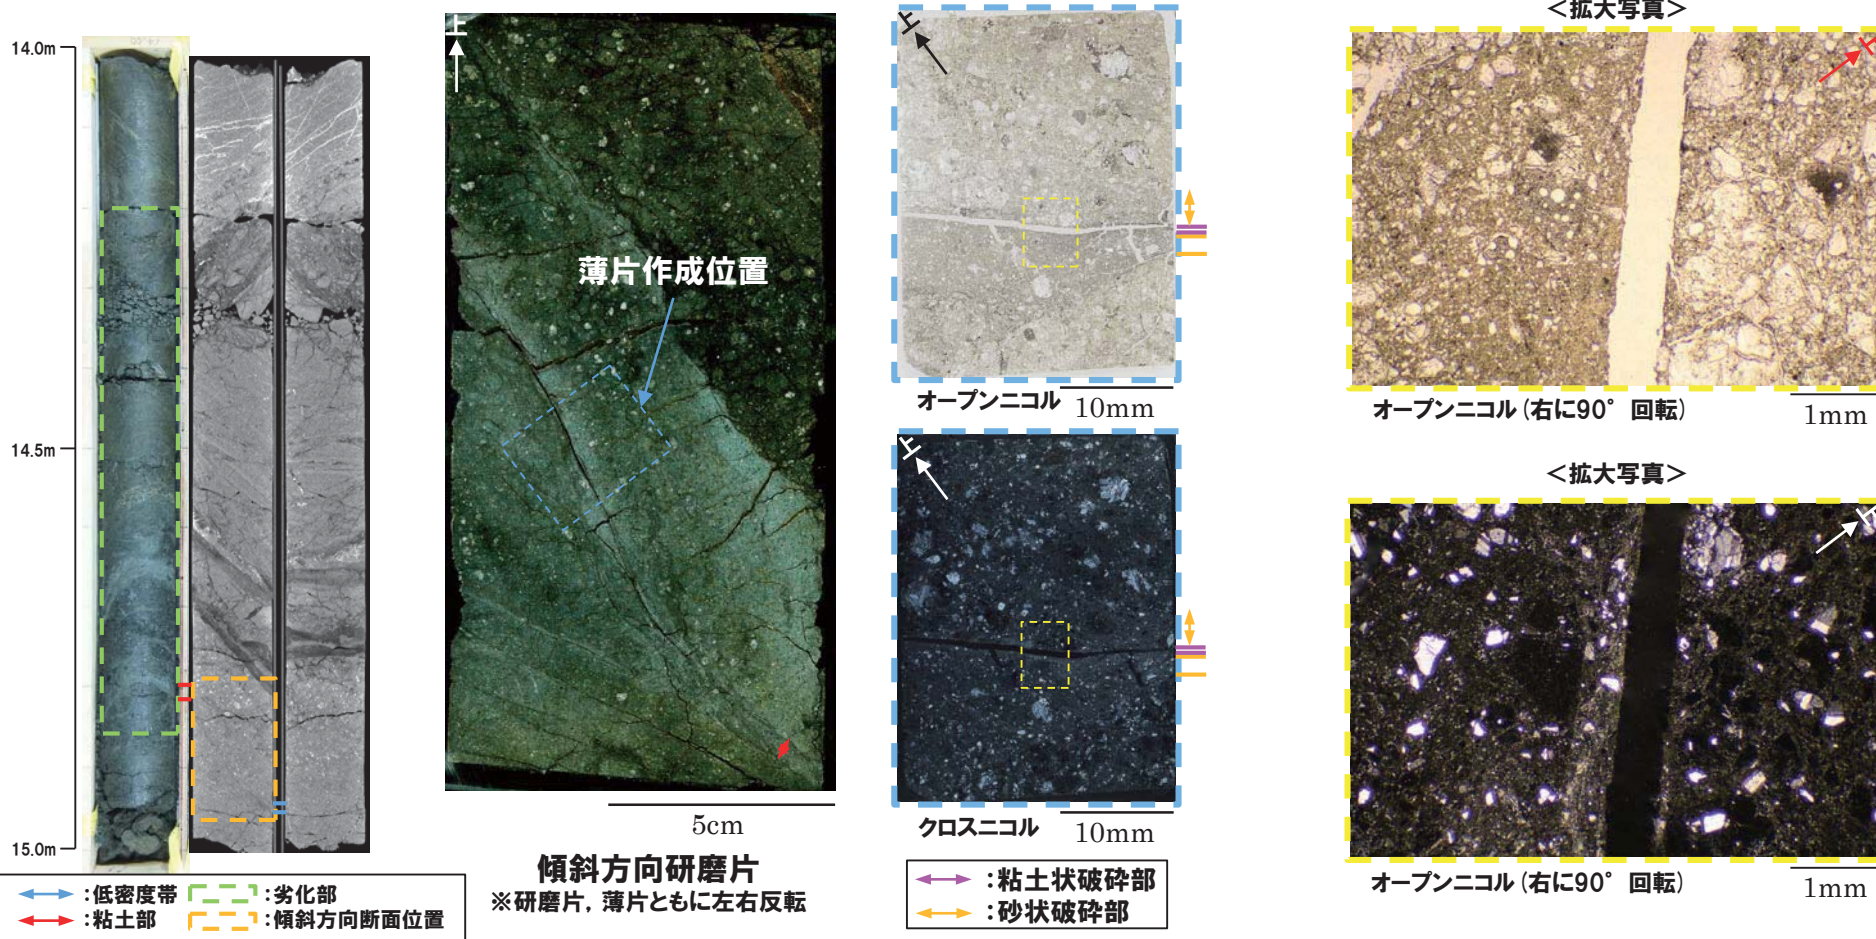 14.0m
14.5m
15.0m
:低密度帯
:劣化部
:粘土部
:傾斜方向断面位置
上
薄片作成位置
5cm
傾斜方向研磨片
※研磨片，薄片ともに左右反転
上
オープンニコル
10mm
上
クロスニコル
10mm
:粘土状破砕部
:砂状破砕部
<拡大写真>
上
オープンニコル（右に90°回転）
1mm
<拡大写真>
上
オープンニコル（右に90°回転）
1mm